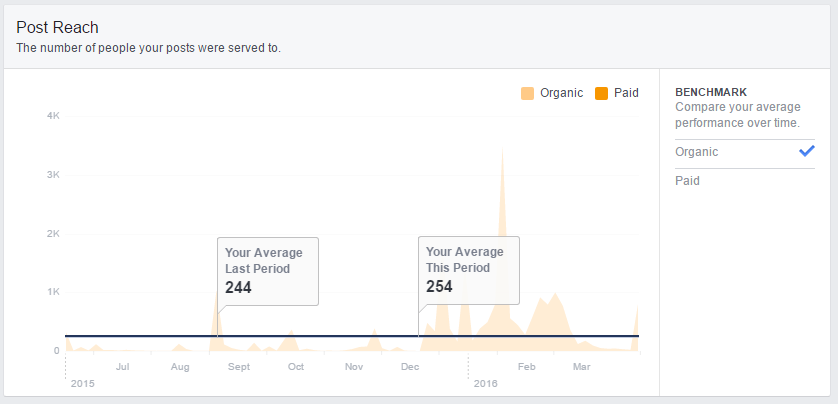 Post Reach
The number of people your posts were served to.
Organic Paid
BENCHMARK
Compare your average
performance over time.
Organic
Paid
4K
3K
2K
1K
0
Your Average
Last Period
244
Your Average
This Period
254
Jul Aug Sept Oct Nov Dec Feb Mar
2015 2016